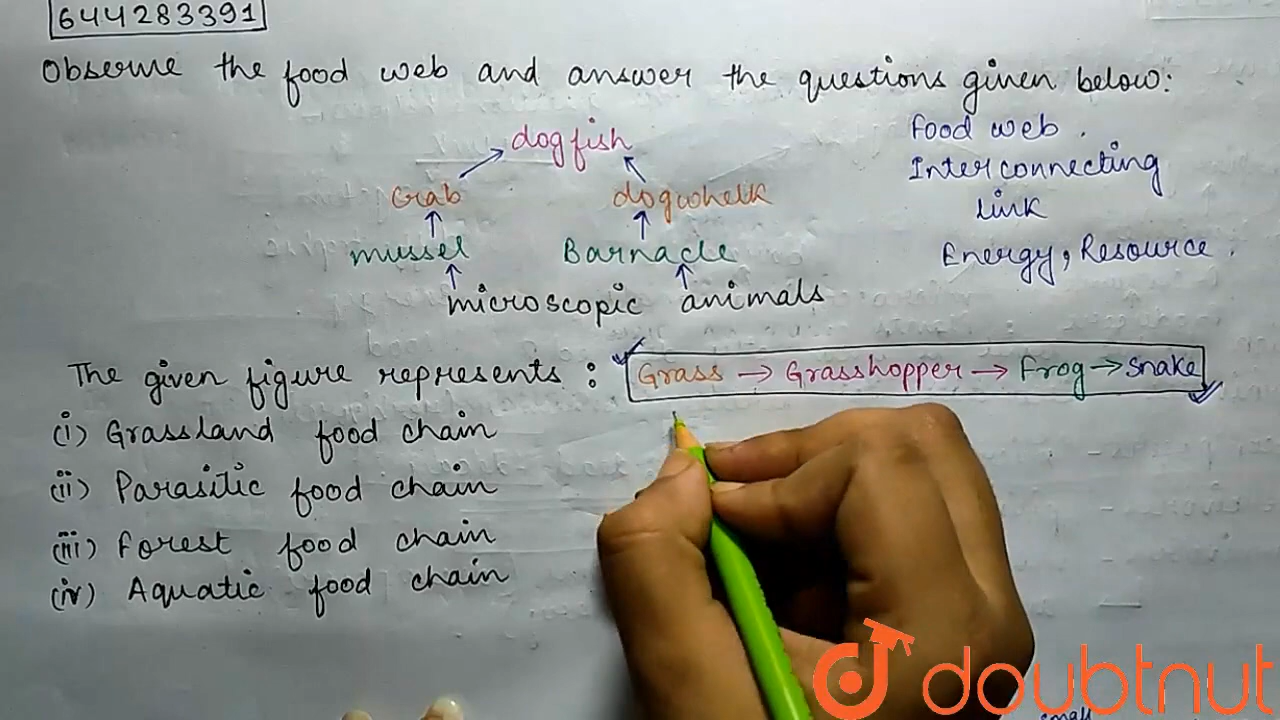 644283391
Observe the food web and answer the questions given below:
dogfish
Crab dogwhelk
mussel Barnacle
microscopic animals
Food web.
Interconnecting
Link
Energy, Resource.
The given figure represents: Grass → Grasshopper → Frog → Snake
(i) Grassland food chain
(ii) Parasitic food chain
(iii) Forest food chain
(iv) Aquatic food chain
doubtnut